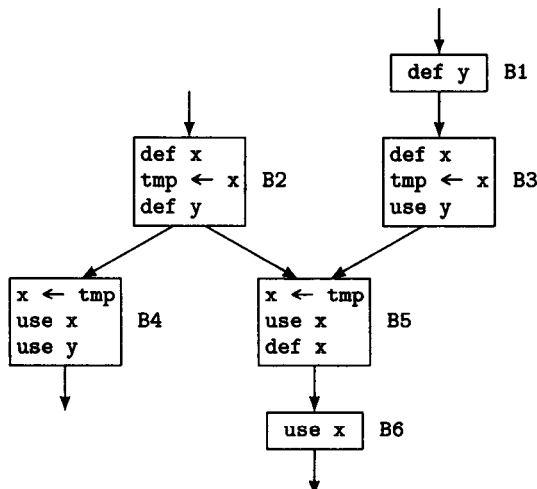 def y B1
def x
tmp ← x B2
def y
def x
tmp ← x B3
use y
x ← tmp
use x B4
use y
x ← tmp
use x B5
def x
use x B6